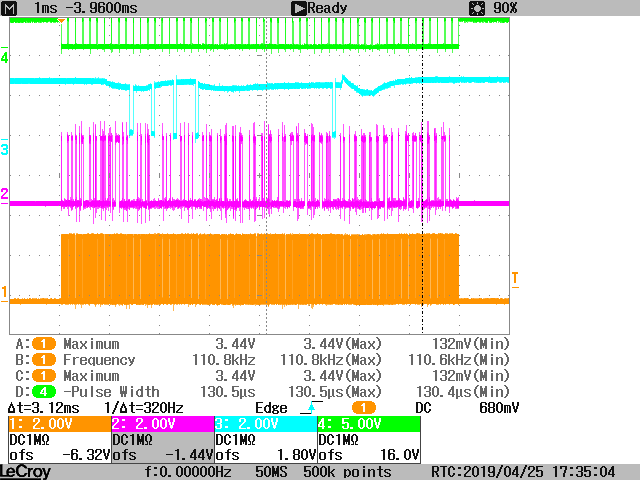 M 1ms -3.9600ms Ready 90%
4
3
2
1
T
A: 1 Maximum 3.44V 3.44V(Max) 132mV(Min)
B: 1 Frequency 110.8kHz 110.8kHz(Max) 110.6kHz(Min)
C: 1 Maximum 3.44V 3.44V(Max) 132mV(Min)
D: 4 -Pulse Width 130.5µs 130.5µs(Max) 130.4µs(Min)
Δt=3.12ms 1/Δt=320Hz Edge 1 DC 680mV
1: 2.00V 2: 2.00V 3: 2.00V 4: 5.00V
DC1MΩ DC1MΩ DC1MΩ DC1MΩ
ofs -6.32V ofs -1.44V ofs 1.80V ofs 16.0V
LeCroy f:0.00000Hz 50MS 500k points RTC:2019/04/25 17:35:04